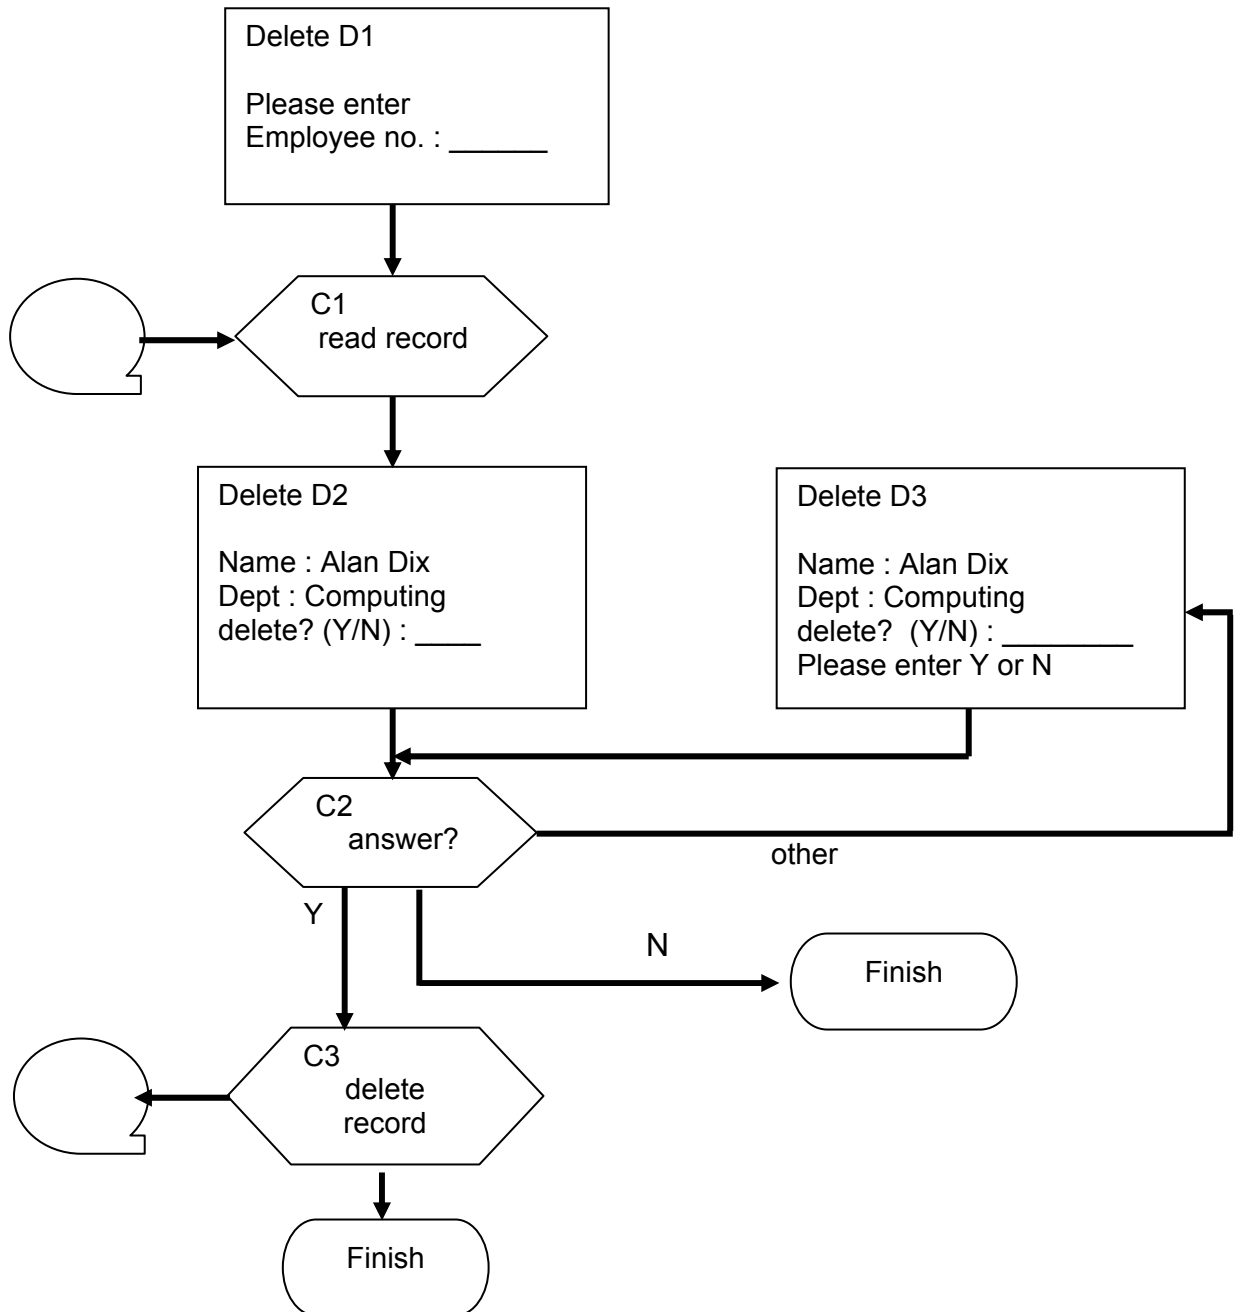 Delete D1
Please enter
Employee no. : ______
C1
read record
Delete D2
Name : Alan Dix
Dept : Computing
delete? (Y/N) : ____
Delete D3
Name : Alan Dix
Dept : Computing
delete?  (Y/N) : ________
Please enter Y or N
C2
answer?
other
Y
N
Finish
C3
delete
record
Finish